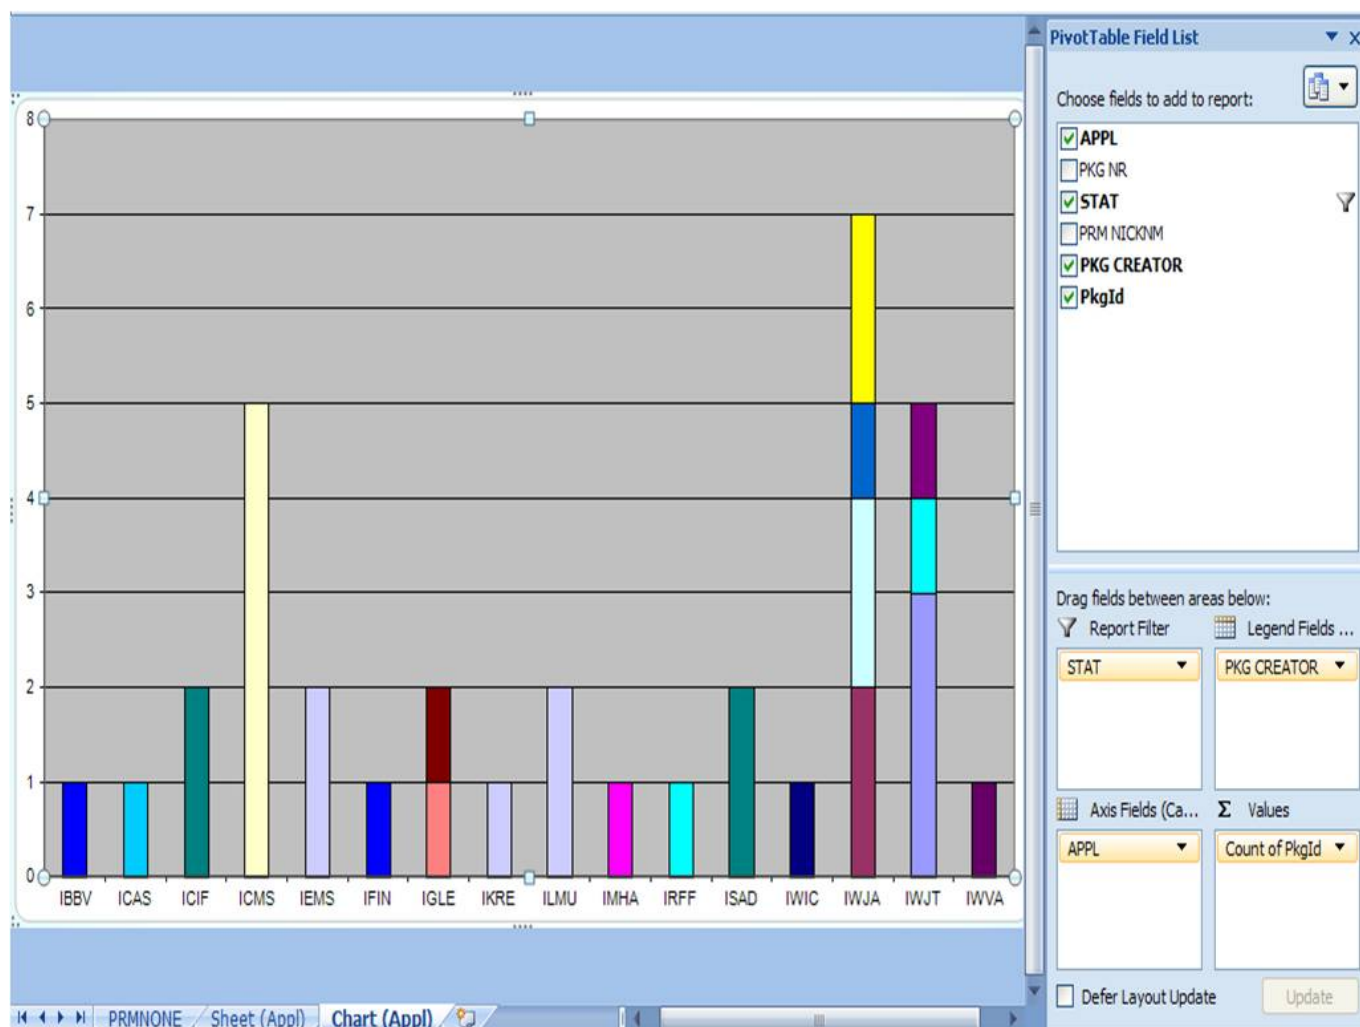 PivotTable Field List
Choose fields to add to report:
APPL
PKG NR
STAT
PRM NICKNM
PKG CREATOR
PkgId
8
7
6
5
4
3
2
1
0
IBBV ICAS ICIF ICMS IEMS IFIN IGLE IKRE ILMU IMHA IRFF ISAD IWIC IWJA IWJT IWVA
Drag fields between areas below:
Report Filter Legend Fields ...
STAT PKG CREATOR
Axis Fields (Ca... Σ Values
APPL Count of PkgId
Defer Layout Update Update
PRMNONE Sheet (Appl) Chart (Appl)